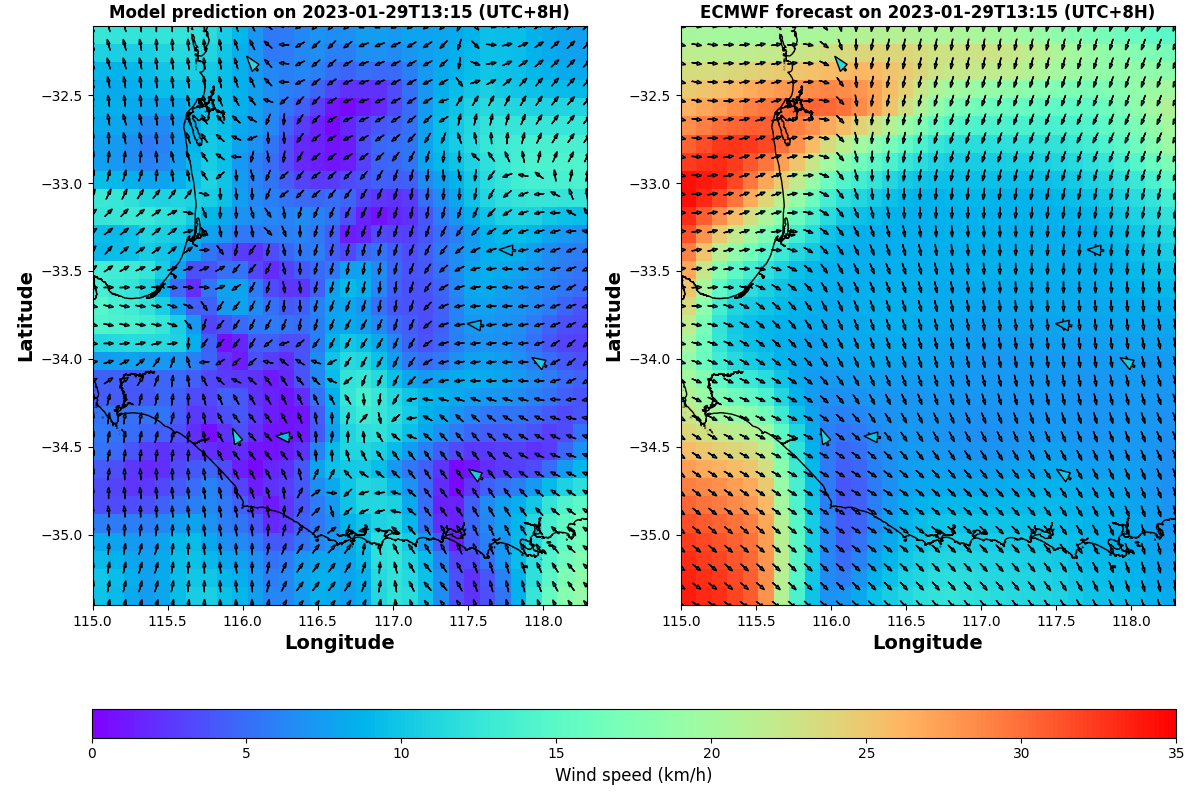 Model prediction on 2023-01-29T13:15 (UTC+8H)
ECMWF forecast on 2023-01-29T13:15 (UTC+8H)
Latitude
−32.5
−33.0
−33.5
−34.0
−34.5
−35.0
115.0 115.5 116.0 116.5 117.0 117.5 118.0
Longitude
Latitude
−32.5
−33.0
−33.5
−34.0
−34.5
−35.0
115.0 115.5 116.0 116.5 117.0 117.5 118.0
Longitude
0 5 10 15 20 25 30 35
Wind speed (km/h)